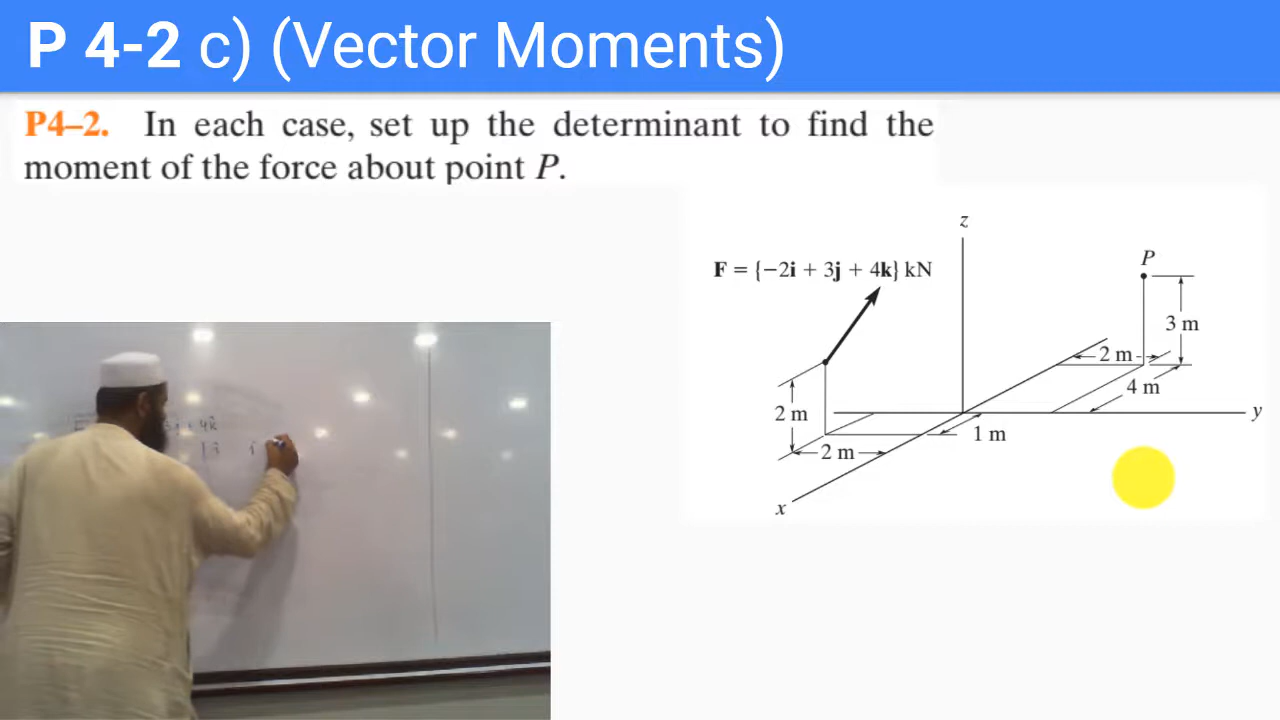 P 4-2 c) (Vector Moments)
P4–2. In each case, set up the determinant to find the
moment of the force about point P.
z
F = {−2i + 3j + 4k} kN
P
3 m
2 m
4 m
2 m
y
1 m
2 m
x
4k̂